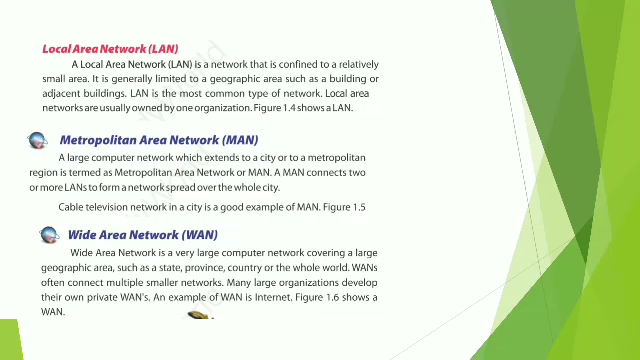 Local Area Network (LAN)
A Local Area Network (LAN) is a network that is confined to a relatively
small area. It is generally limited to a geographic area such as a building or
adjacent buildings. LAN is the most common type of network. Local area
networks are usually owned by one organization. Figure 1.4 shows a LAN.
Metropolitan Area Network (MAN)
A large computer network which extends to a city or to a metropolitan
region is termed as Metropolitan Area Network or MAN. A MAN connects two
or more LANs to form a network spread over the whole city.
Cable television network in a city is a good example of MAN. Figure 1.5
Wide Area Network (WAN)
Wide Area Network is a very large computer network covering a large
geographic area, such as a state, province, country or the whole world. WANs
often connect multiple smaller networks. Many large organizations develop
their own private WAN's. An example of WAN is Internet. Figure 1.6 shows a
WAN.